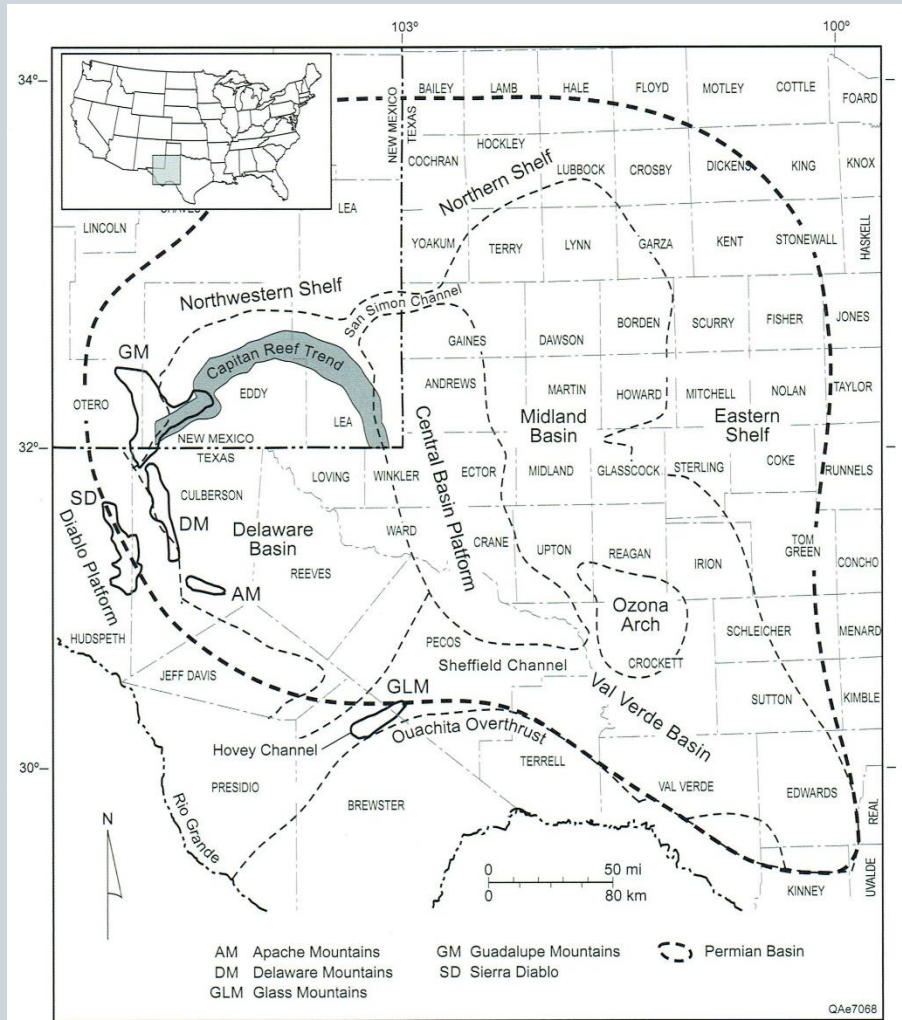 103°
100°
34°
BAILEY LAMB HALE FLOYD MOTLEY COTTLE
FOARD
NEW MEXICO
TEXAS
HOCKLEY
COCHRAN
LUBBOCK CROSBY DICKENS KING KNOX
Northern Shelf
LEA
LINCOLN
YOAKUM TERRY LYNN GARZA KENT STONEWALL
HASKELL
Northwestern Shelf
San Simon Channel
GAINES DAWSON BORDEN SCURRY FISHER JONES
GM
Capitan Reef Trend
EDDY
ANDREWS MARTIN HOWARD MITCHELL NOLAN TAYLOR
OTERO
Midland
Basin
Eastern
Shelf
Central Basin Platform
NEW MEXICO
LEA
32°
TEXAS
LOVING WINKLER ECTOR MIDLAND GLASSCOCK STERLING COKE RUNNELS
SD
CULBERSON
DM
Delaware
Basin
WARD CRANE UPTON REAGAN IRION TOM
GREEN CONCHO
REEVES
Diablo Platform
AM
Ozona
Arch
HUDSPETH
PECOS
SCHLEICHER MENARD
JEFF DAVIS
Sheffield Channel
CROCKETT
GLM
SUTTON KIMBLE
Val Verde Basin
Hovey Channel
Ouachita Overthrust
30°
TERRELL
PRESIDIO
BREWSTER
VAL VERDE EDWARDS
REAL
Rio Grande
N
0 50 mi
0 80 km
KINNEY
UVALDE
AM Apache Mountains
DM Delaware Mountains
GLM Glass Mountains
GM Guadalupe Mountains
SD Sierra Diablo
Permian Basin
QAe7068